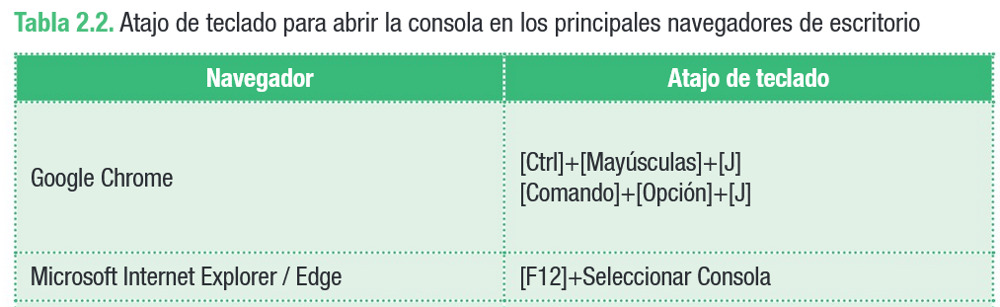 Tabla 2.2. Atajo de teclado para abrir la consola en los principales navegadores de escritorio
Navegador Atajo de teclado
Google Chrome
[Ctrl]+[Mayúsculas]+[J]
[Comando]+[Opción]+[J]
Microsoft Internet Explorer / Edge [F12]+Seleccionar Consola